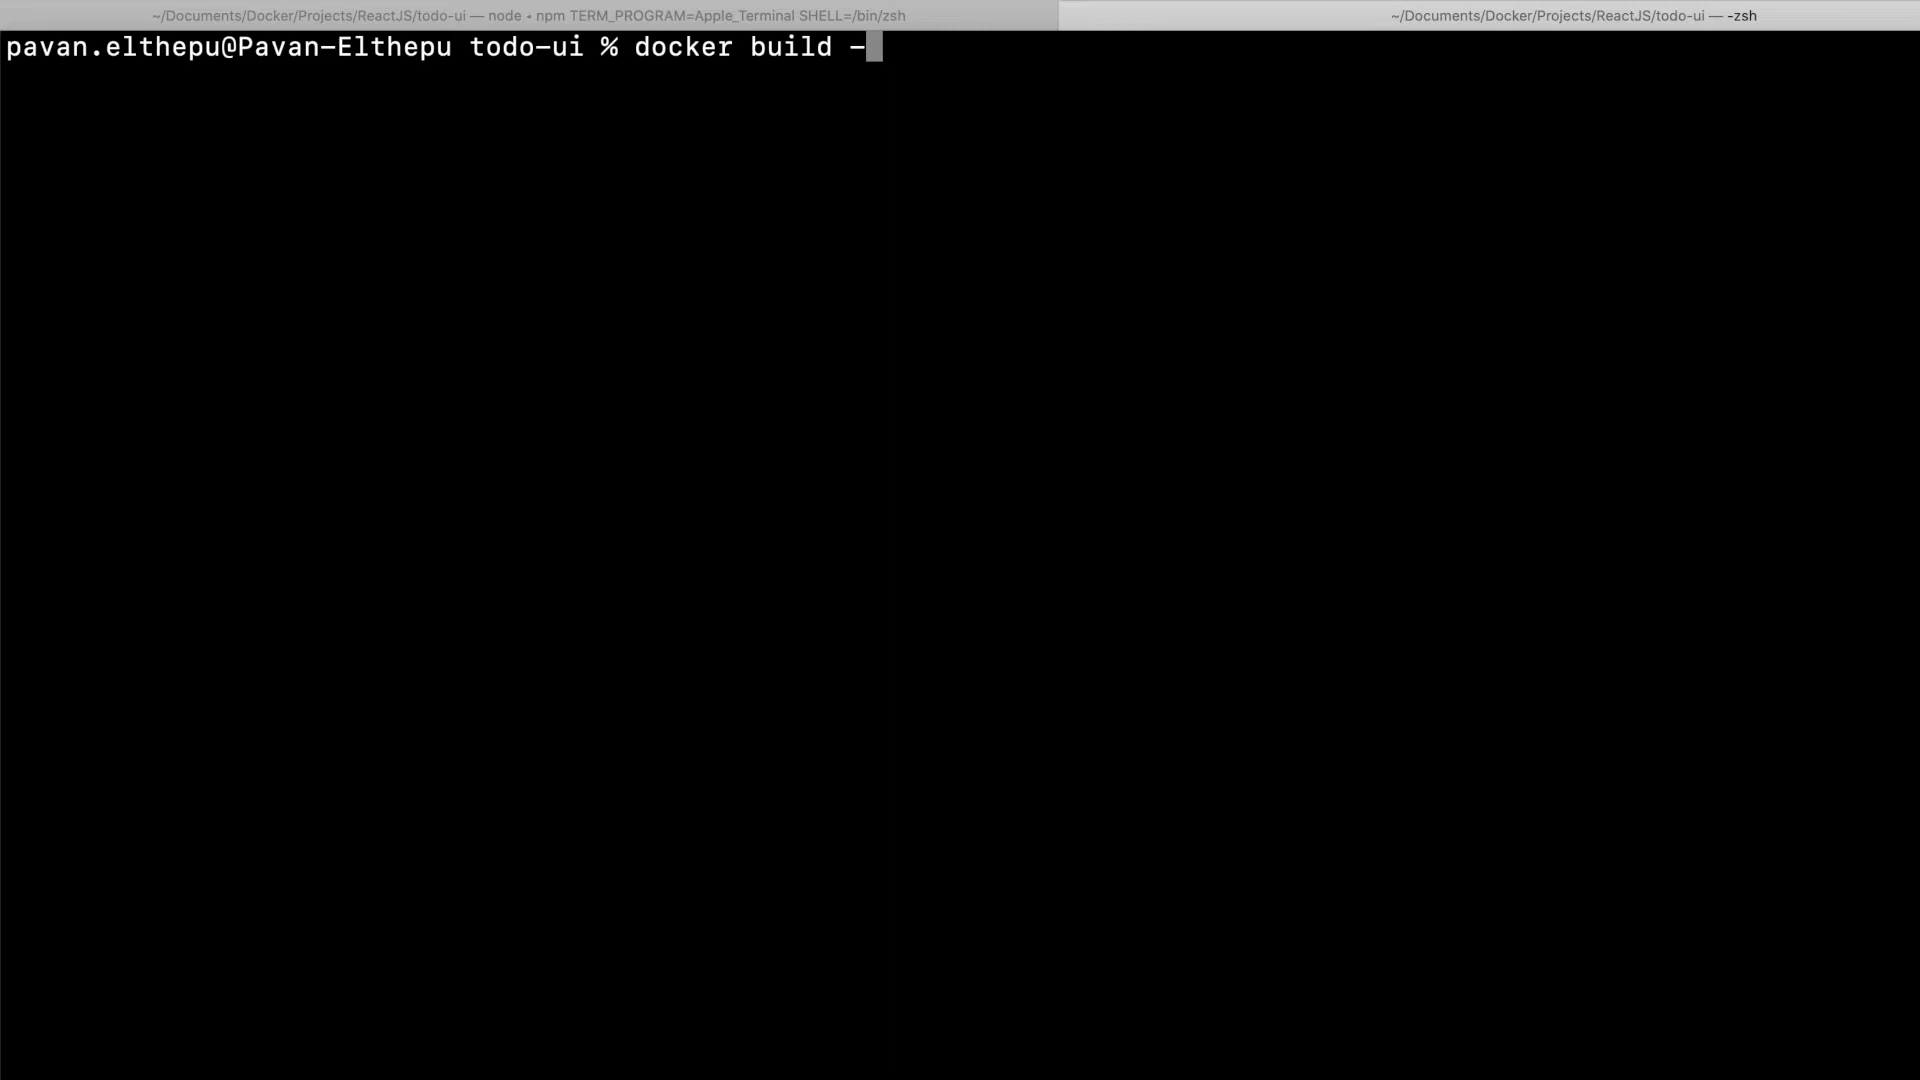 ~/Documents/Docker/Projects/ReactJS/todo-ui — node ◂ npm TERM_PROGRAM=Apple_Terminal SHELL=/bin/zsh
~/Documents/Docker/Projects/ReactJS/todo-ui — -zsh
pavan.elthepu@Pavan-Elthepu todo-ui % docker build -